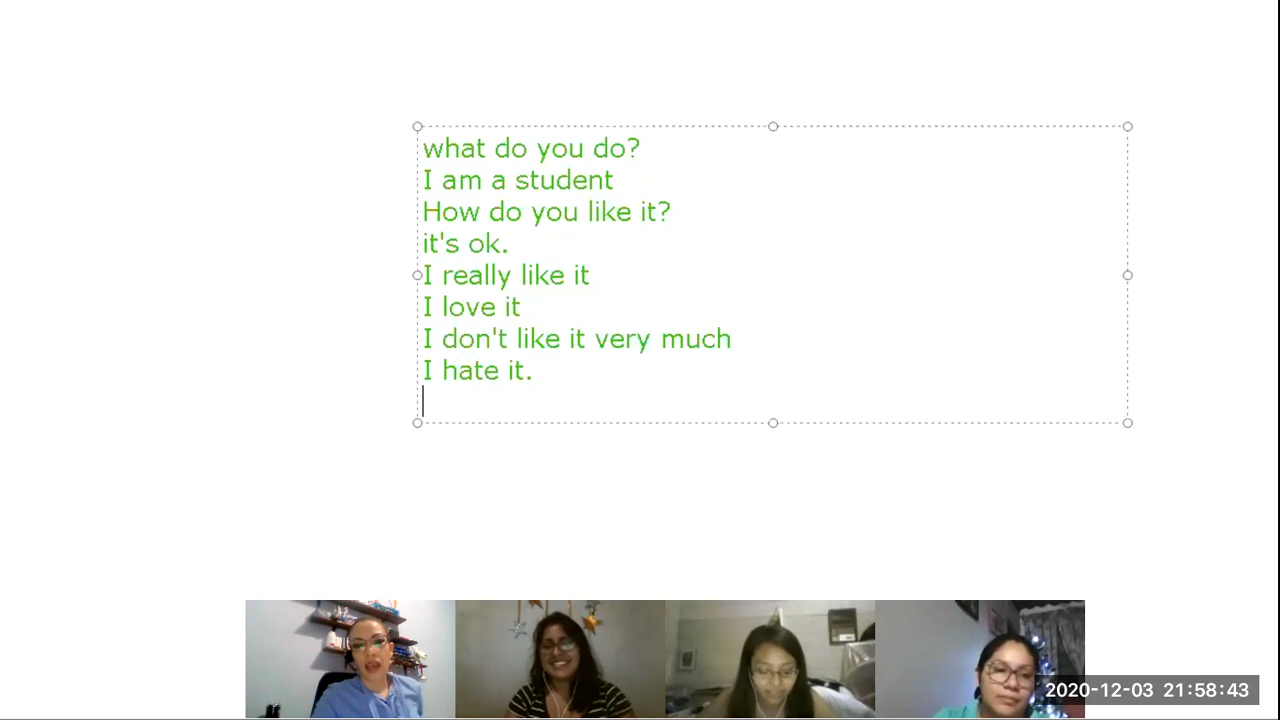 what do you do?
I am a student
How do you like it?
it's ok.
I really like it
I love it
I don't like it very much
I hate it.
2020-12-03 21:58:43